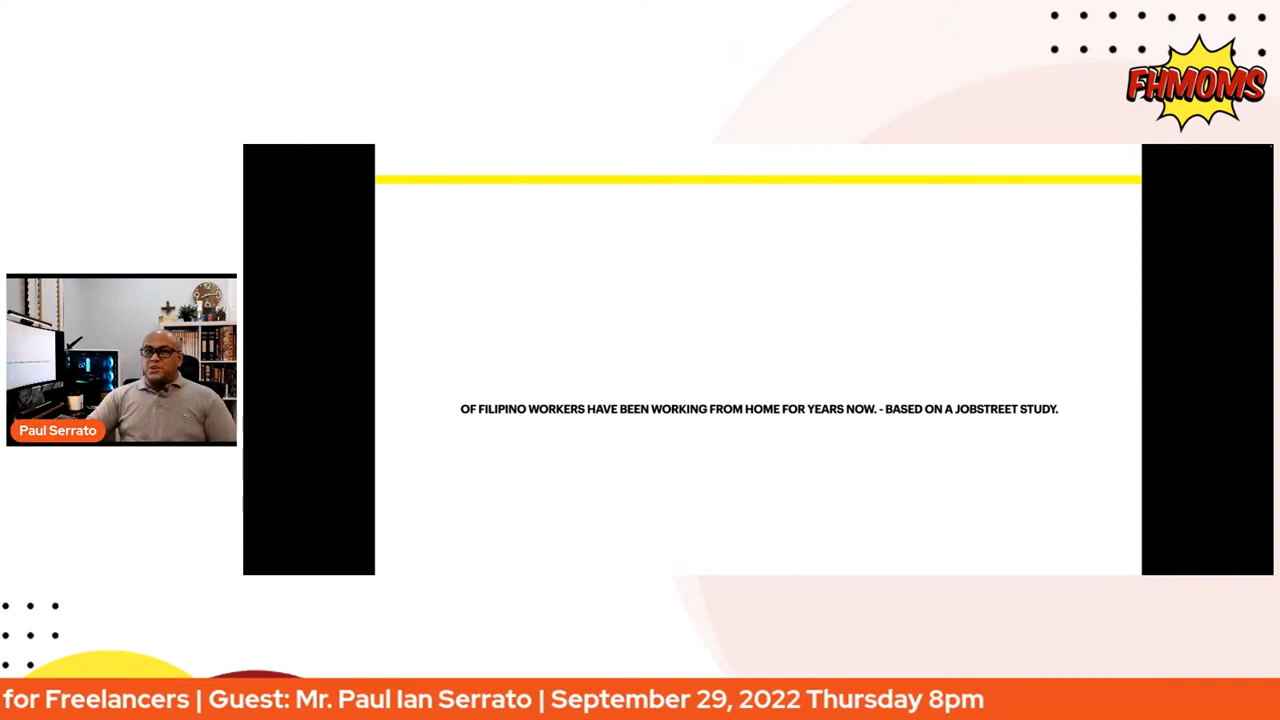 FHMOMS
OF FILIPINO WORKERS HAVE BEEN WORKING FROM HOME FOR YEARS NOW. - BASED ON A JOBSTREET STUDY.
Paul Serrato
for Freelancers | Guest: Mr. Paul Ian Serrato | September 29, 2022 Thursday 8pm